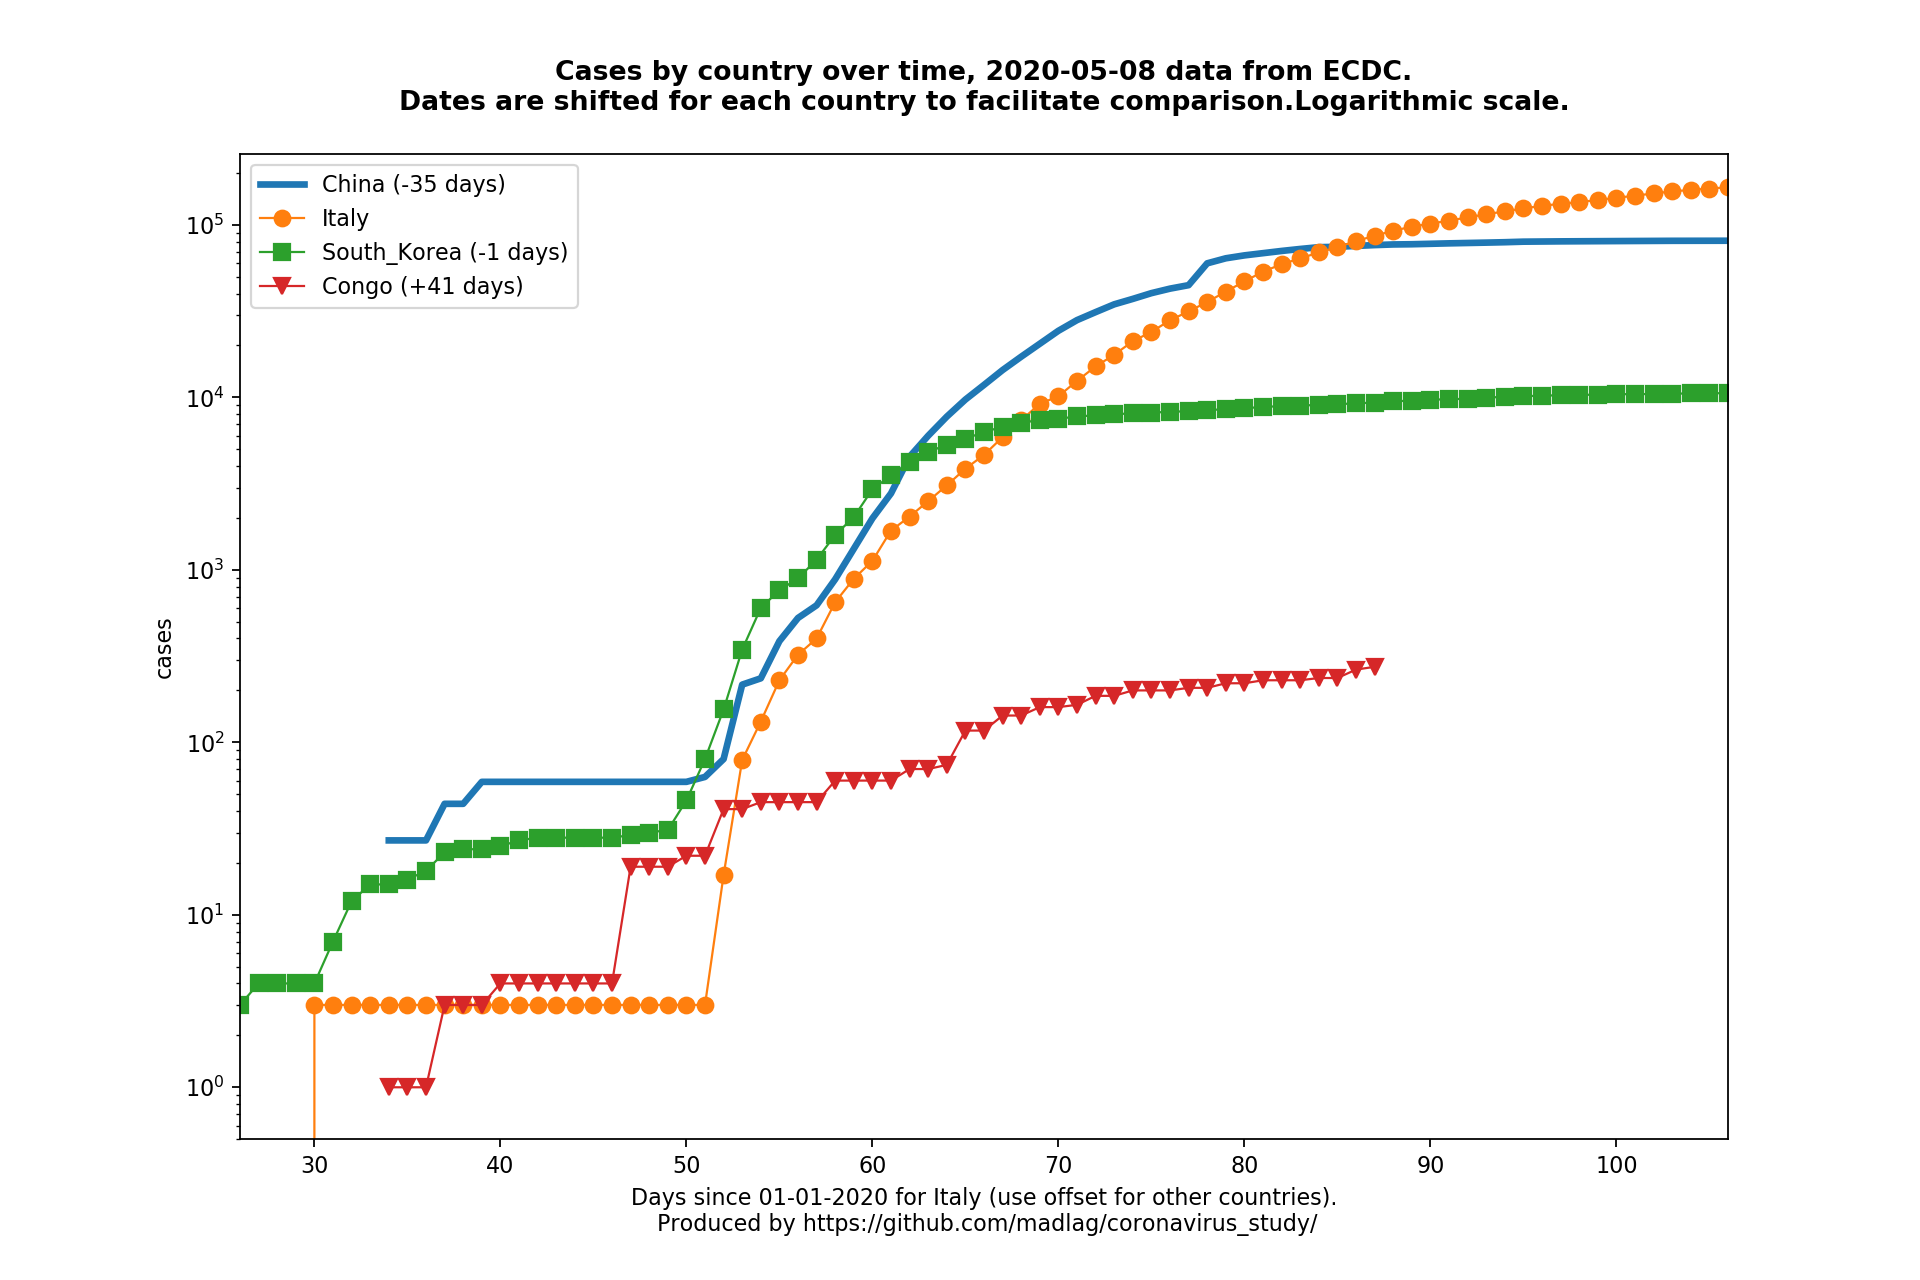 Cases by country over time, 2020-05-08 data from ECDC.
Dates are shifted for each country to facilitate comparison.Logarithmic scale.
China (-35 days)
Italy
South_Korea (-1 days)
Congo (+41 days)
10^5
10^4
10^3
10^2
10^1
10^0
cases
30 40 50 60 70 80 90 100
Days since 01-01-2020 for Italy (use offset for other countries).
Produced by https://github.com/madlag/coronavirus_study/